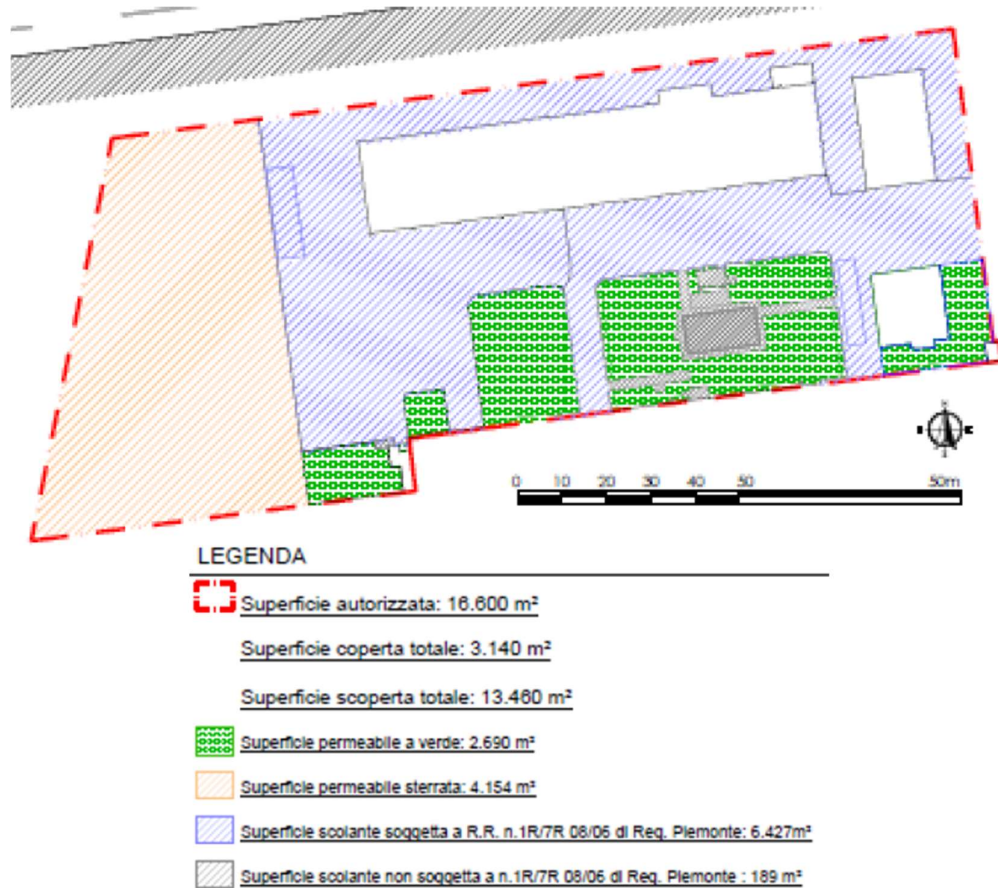 0 10 20 30 40 50 50m
LEGENDA
Superficie autorizzata: 16.600 m²
Superficie coperta totale: 3.140 m²
Superficie scoperta totale: 13.460 m²
Superficie permeabile a verde: 2.690 m²
Superficie permeabile sterrata: 4.154 m²
Superficie scolante soggetta a R.R. n.1R/7R 08/06 di Reg. Piemonte: 6.427m²
Superficie scolante non soggetta a n.1R/7R 08/06 di Reg. Piemonte : 189 m²